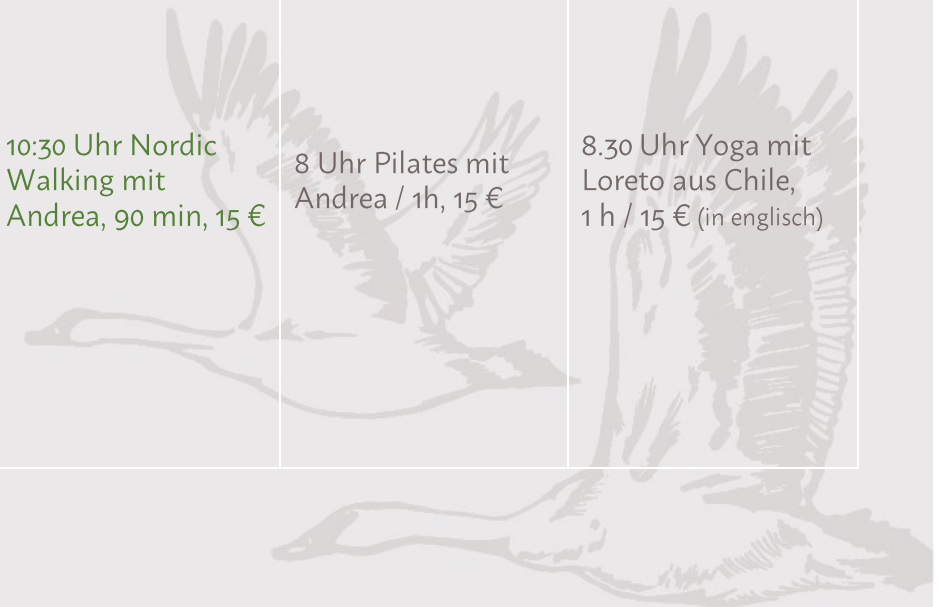 10:30 Uhr Nordic
Walking mit
Andrea, 90 min, 15 €
8 Uhr Pilates mit
Andrea / 1h, 15 €
8.30 Uhr Yoga mit
Loreto aus Chile,
1 h / 15 € (in englisch)